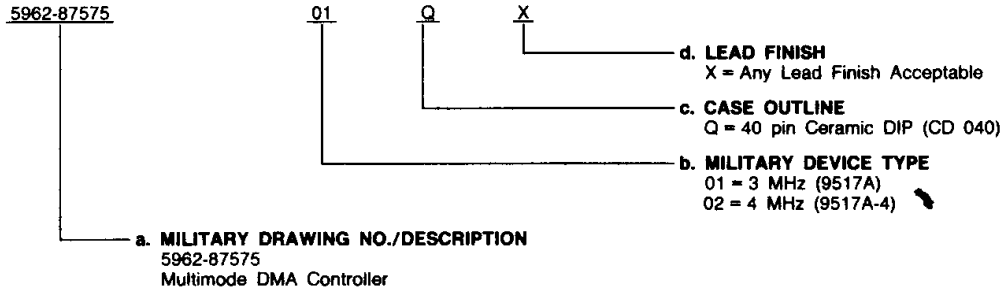 5962-87575 01 Q X
d. LEAD FINISH
X = Any Lead Finish Acceptable
c. CASE OUTLINE
Q = 40 pin Ceramic DIP (CD 040)
b. MILITARY DEVICE TYPE
01 = 3 MHz (9517A)
02 = 4 MHz (9517A-4)
a. MILITARY DRAWING NO./DESCRIPTION
5962-87575
Multimode DMA Controller